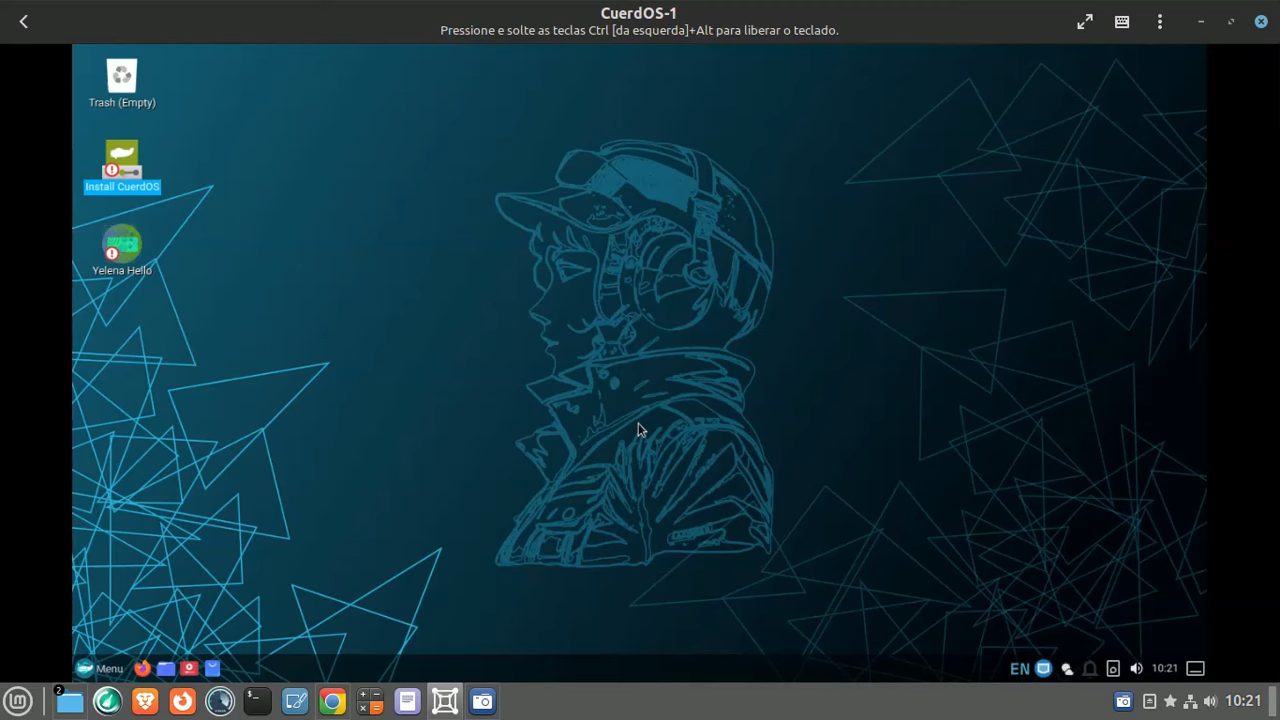 CuerdOS-1
Pressione e solte as teclas Ctrl [da esquerda]+Alt para liberar o teclado.
Trash (Empty)
Install CuerdOS
Yelena Hello
Menu
EN
10:21
2
10:21